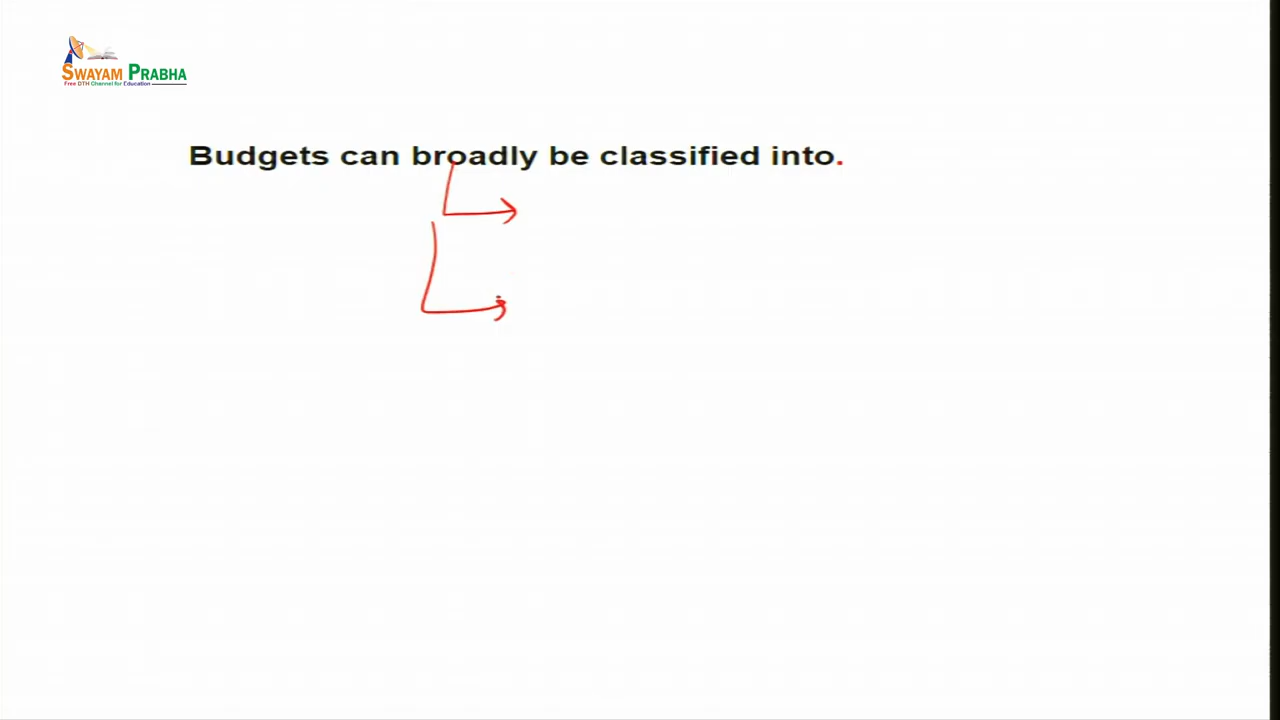 SWAYAM PRABHA
Free DTH Channel for Education
Budgets can broadly be classified into.